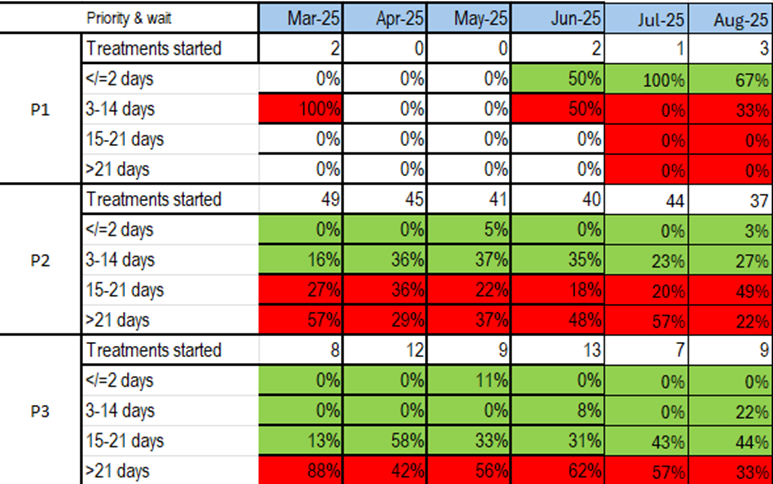 Priority & wait Mar-25 Apr-25 May-25 Jun-25 Jul-25 Aug-25
Treatments started 2 0 0 2 1 3
</=2 days 0% 0% 0% 50% 100% 67%
P1 3-14 days 100% 0% 0% 50% 0% 33%
15-21 days 0% 0% 0% 0% 0% 0%
>21 days 0% 0% 0% 0% 0% 0%
Treatments started 49 45 41 40 44 37
</=2 days 0% 0% 5% 0% 0% 3%
P2 3-14 days 16% 36% 37% 35% 23% 27%
15-21 days 27% 36% 22% 18% 20% 49%
>21 days 57% 29% 37% 48% 57% 22%
Treatments started 8 12 9 13 7 9
</=2 days 0% 0% 11% 0% 0% 0%
P3 3-14 days 0% 0% 0% 8% 0% 22%
15-21 days 13% 58% 33% 31% 43% 44%
>21 days 88% 42% 56% 62% 57% 33%